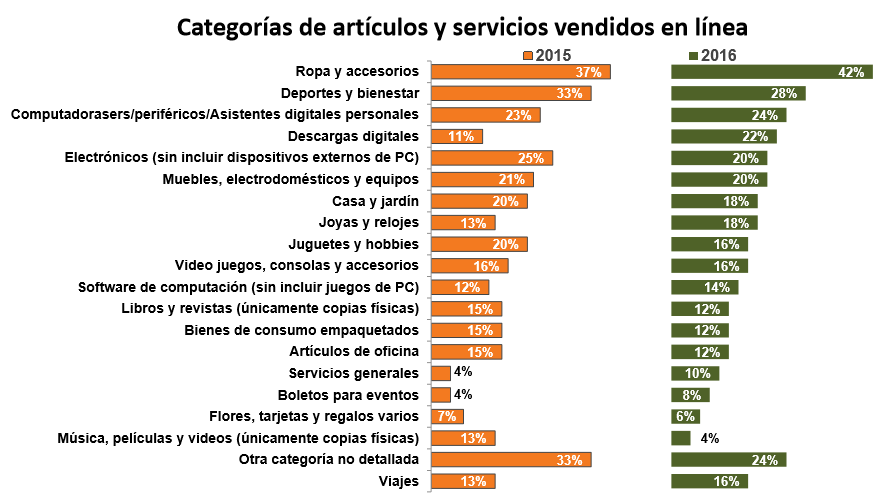 Categorías de artículos y servicios vendidos en línea
2015 2016
Ropa y accesorios 37% 42%
Deportes y bienestar 33% 28%
Computadorasers/periféricos/Asistentes digitales personales 23% 24%
Descargas digitales 11% 22%
Electrónicos (sin incluir dispositivos externos de PC) 25% 20%
Muebles, electrodomésticos y equipos 21% 20%
Casa y jardín 20% 18%
Joyas y relojes 13% 18%
Juguetes y hobbies 20% 16%
Video juegos, consolas y accesorios 16% 16%
Software de computación (sin incluir juegos de PC) 12% 14%
Libros y revistas (únicamente copias físicas) 15% 12%
Bienes de consumo empaquetados 15% 12%
Artículos de oficina 15% 12%
Servicios generales 4% 10%
Boletos para eventos 4% 8%
Flores, tarjetas y regalos varios 7% 6%
Música, películas y videos (únicamente copias físicas) 13% 4%
Otra categoría no detallada 33% 24%
Viajes 13% 16%